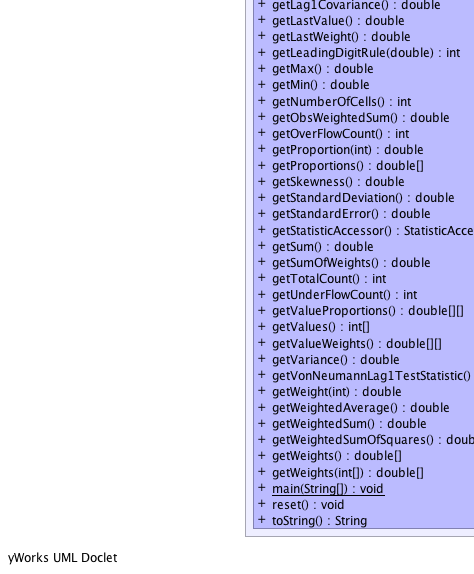 + getLag1Covariance() : double
+ getLastValue() : double
+ getLastWeight() : double
+ getLeadingDigitRule(double) : int
+ getMax() : double
+ getMin() : double
+ getNumberOfCells() : int
+ getObsWeightedSum() : double
+ getOverFlowCount() : int
+ getProportion(int) : double
+ getProportions() : double[]
+ getSkewness() : double
+ getStandardDeviation() : double
+ getStandardError() : double
+ getStatisticAccessor() : StatisticAcce
+ getSum() : double
+ getSumOfWeights() : double
+ getTotalCount() : int
+ getUnderFlowCount() : int
+ getValueProportions() : double[][]
+ getValues() : int[]
+ getValueWeights() : double[][]
+ getVariance() : double
+ getVonNeumannLag1TestStatistic()
+ getWeight(int) : double
+ getWeightedAverage() : double
+ getWeightedSum() : double
+ getWeightedSumOfSquares() : doub
+ getWeights() : double[]
+ getWeights(int[]) : double[]
+ main(String[]) : void
+ reset() : void
+ toString() : String
yWorks UML Doclet